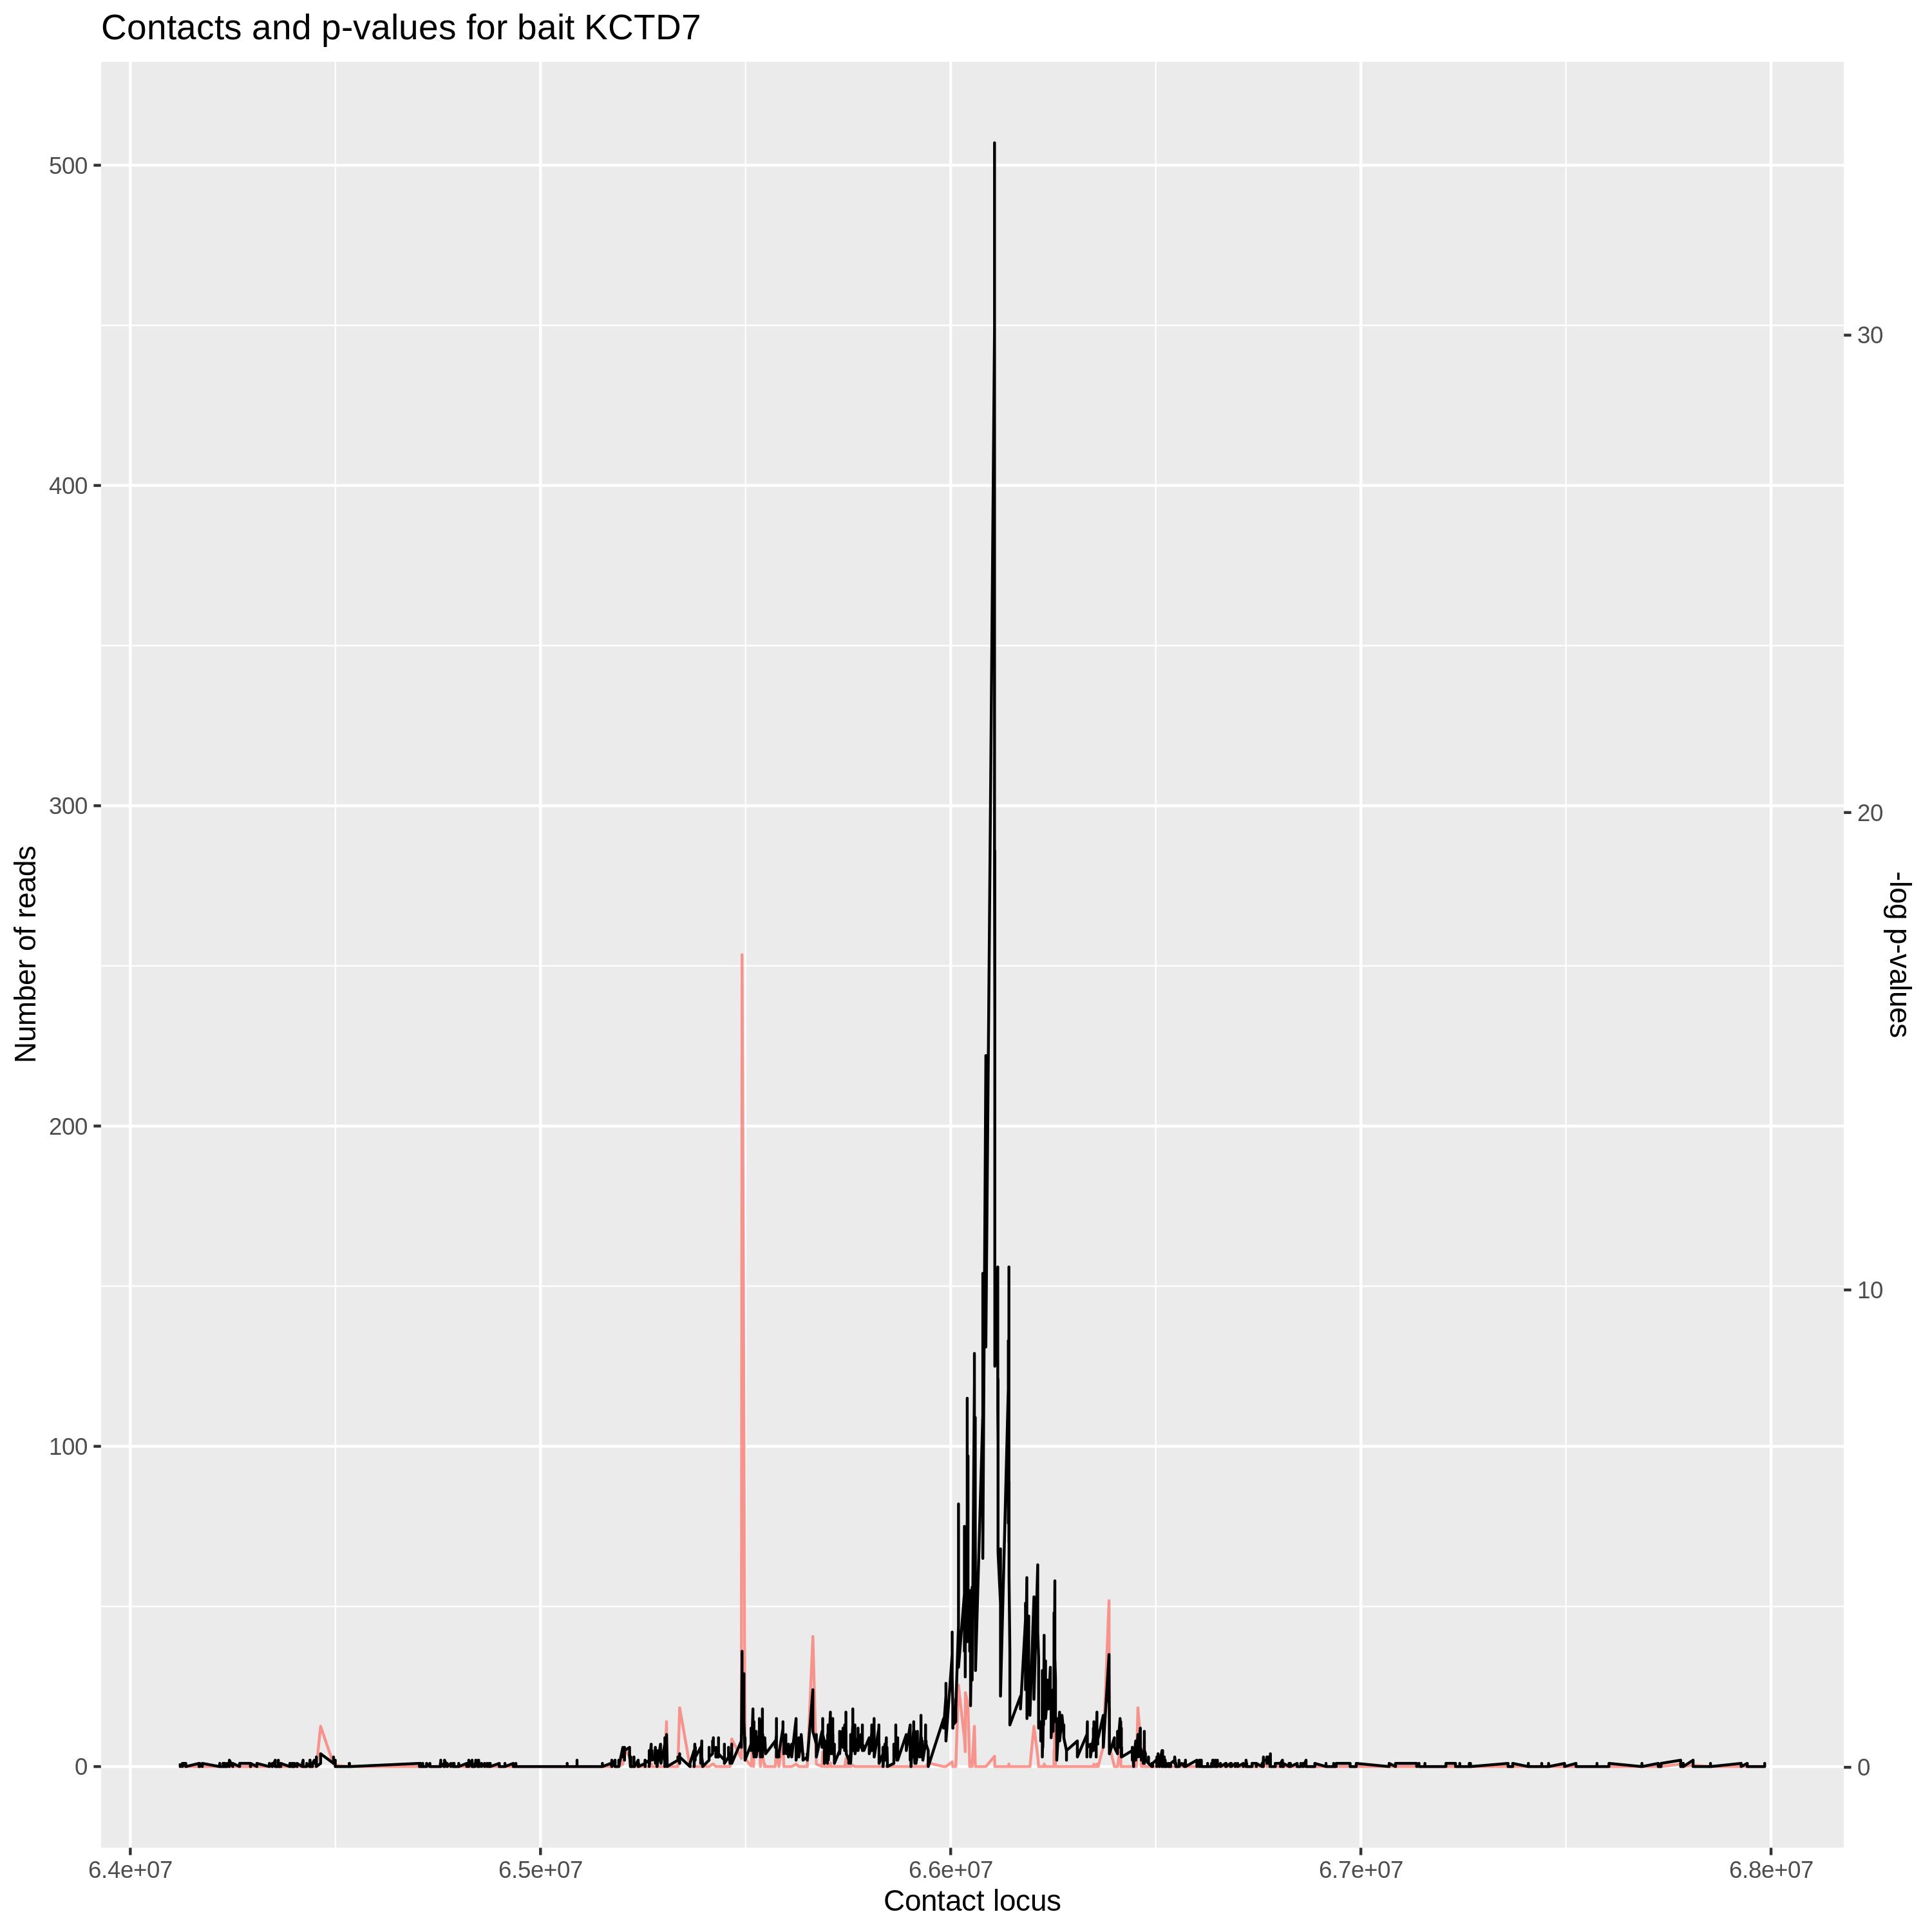 Contacts and p-values for bait KCTD7
500
400
300
200
100
0
Number of reads
30
20
10
0
-log p-values
6.4e+07
6.5e+07
6.6e+07
6.7e+07
6.8e+07
Contact locus